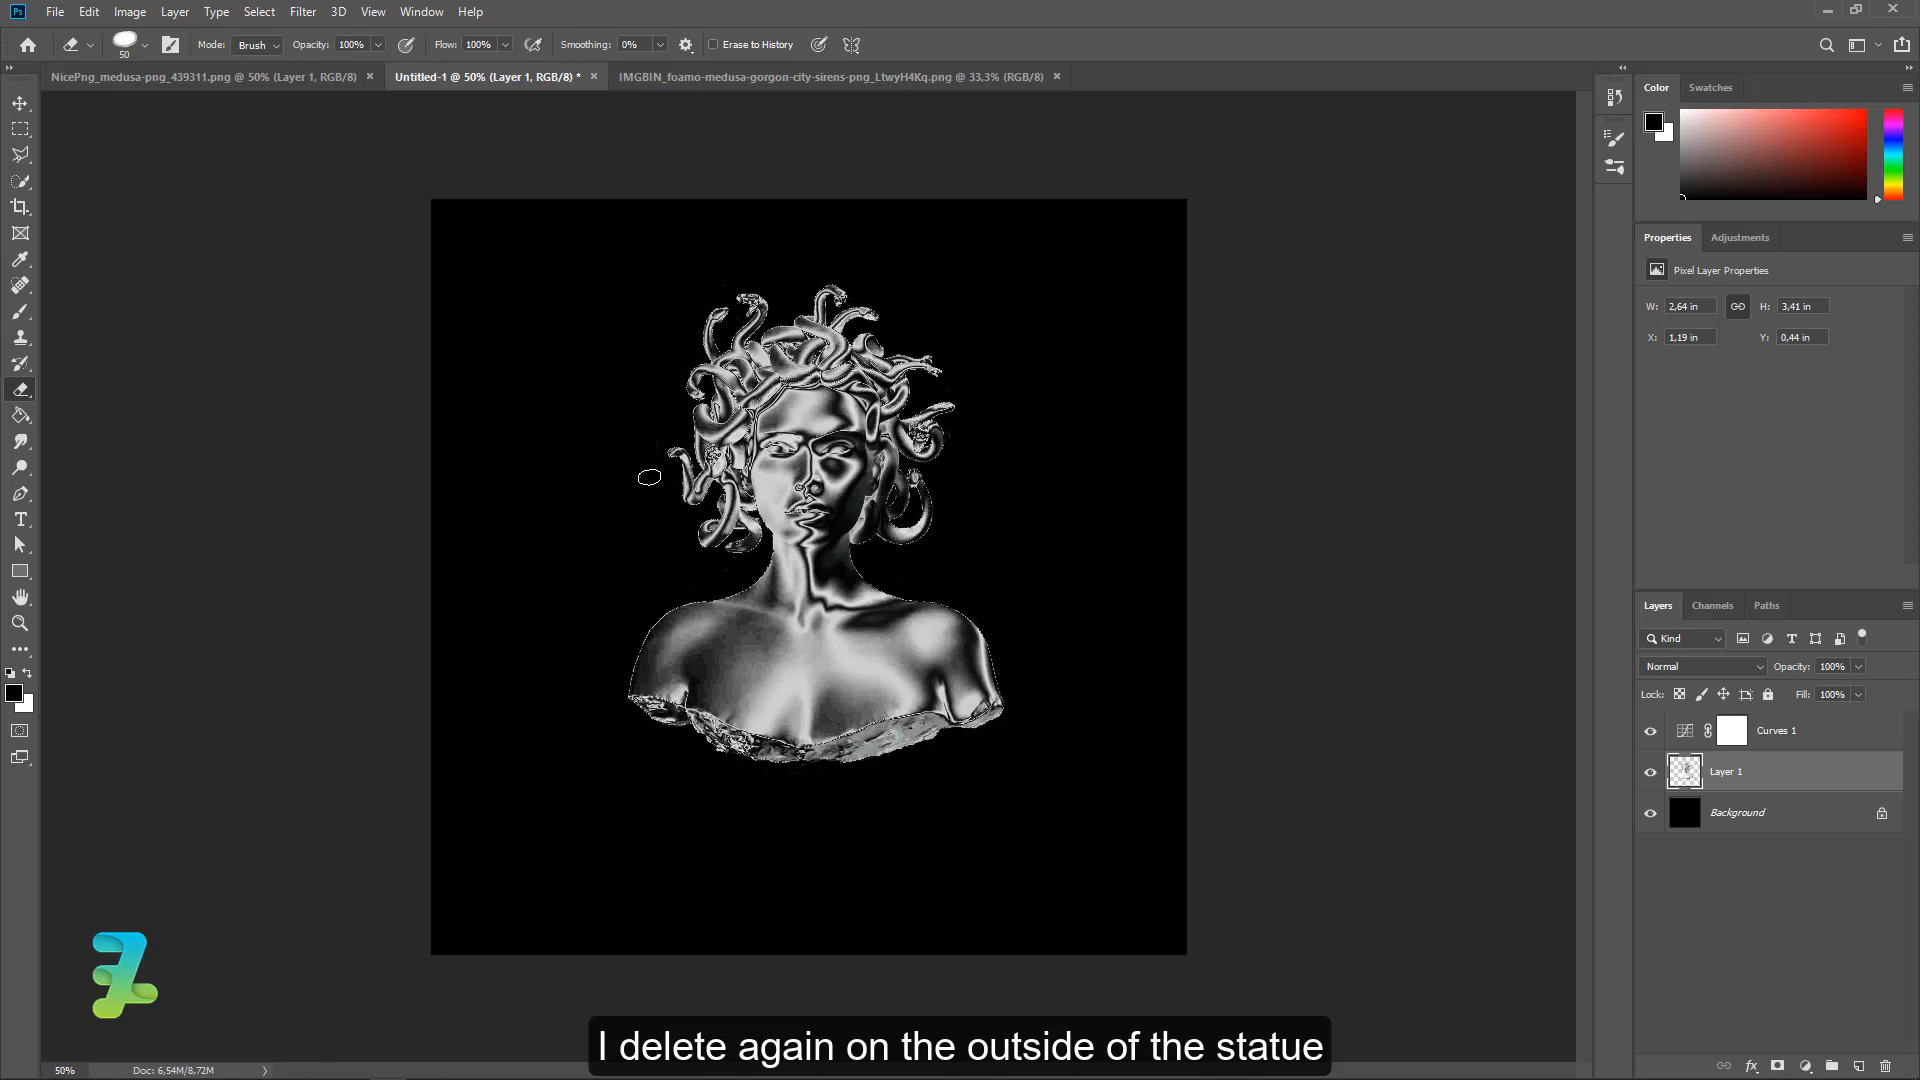 Ps File Edit Image Layer Type Select Filter 3D View Window Help
50 Mode: Brush Opacity: 100% Flow: 100% Smoothing: 0% Erase to History
NicePng_medusa-png_439311.png @ 50% (Layer 1, RGB/8) Untitled-1 @ 50% (Layer 1, RGB/8) * IMGBIN_foamo-medusa-gorgon-city-sirens-png_LtwyH4Kq.png @ 33,3% (RGB/8)
Color Swatches
Properties Adjustments
Pixel Layer Properties
W: 2,64 in H: 3,41 in
X: 1,19 in Y: 0,44 in
Layers Channels Paths
Kind
Normal Opacity: 100%
Lock: Fill: 100%
Curves 1
Layer 1
Background
I delete again on the outside of the statue
50% Doc: 6,54M/8,72M